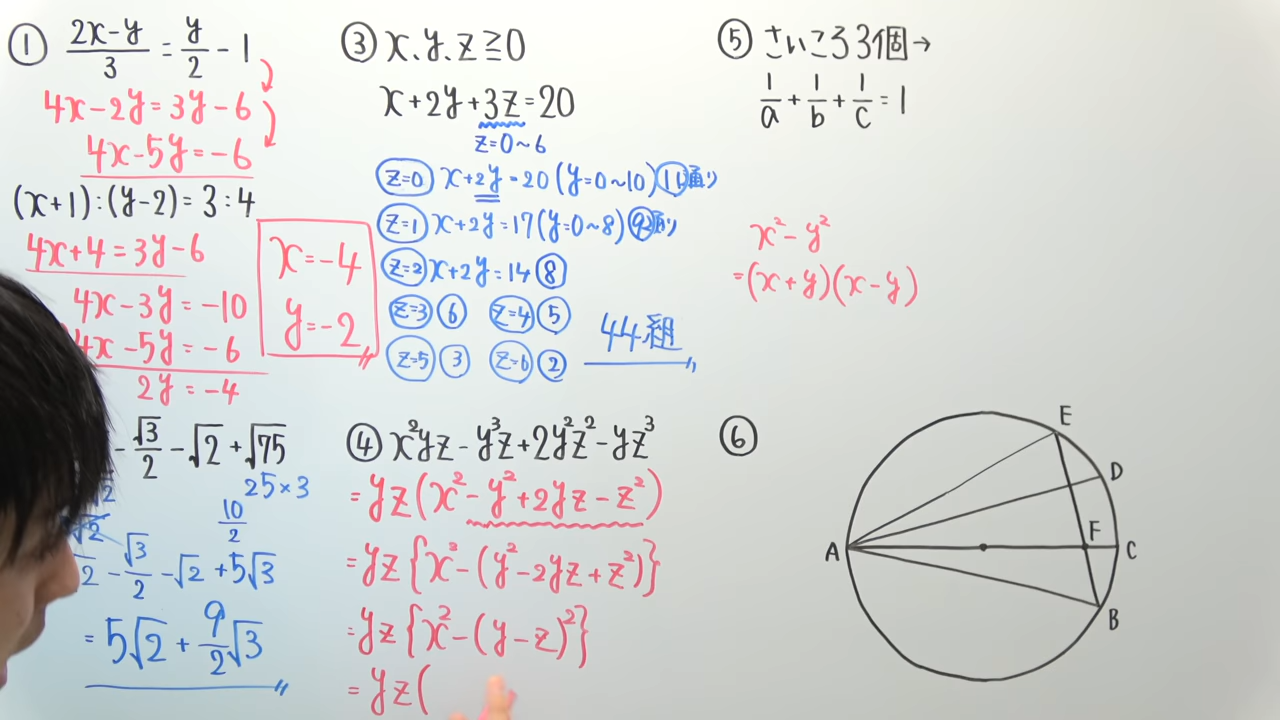 ① (2x-y)/3 = y/2 - 1
4x-2y=3y-6
4x-5y=-6
(x+1):(y-2)=3:4
4x+4=3y-6
4x-3y=-10
4x-5y=-6
2y=-4
x=-4
y=-2
-√3/2-√2+√75
25×3
10/2
-√3/2-√2+5√3
=5√2+9/2√3
③ x、y、z≧0
x+2y+3z=20
z=0~6
z=0 x+2y=20(y=0~10) 11通り
z=1 x+2y=17(y=0~8) 9通り
z=2 x+2y=14 8
z=3 6 z=4 5
z=5 3 z=6 2
44組
④ x²yz-y³z+2y²z²-yz³
=yz(x²-y²+2yz-z²)
=yz{x²-(y²-2yz+z²)}
=yz{x²-(y-z)²}
=yz(
⑤ さいころ3個→
1/a+1/b+1/c=1
x²-y²
=(x+y)(x-y)
⑥
E
D
F
A
C
B